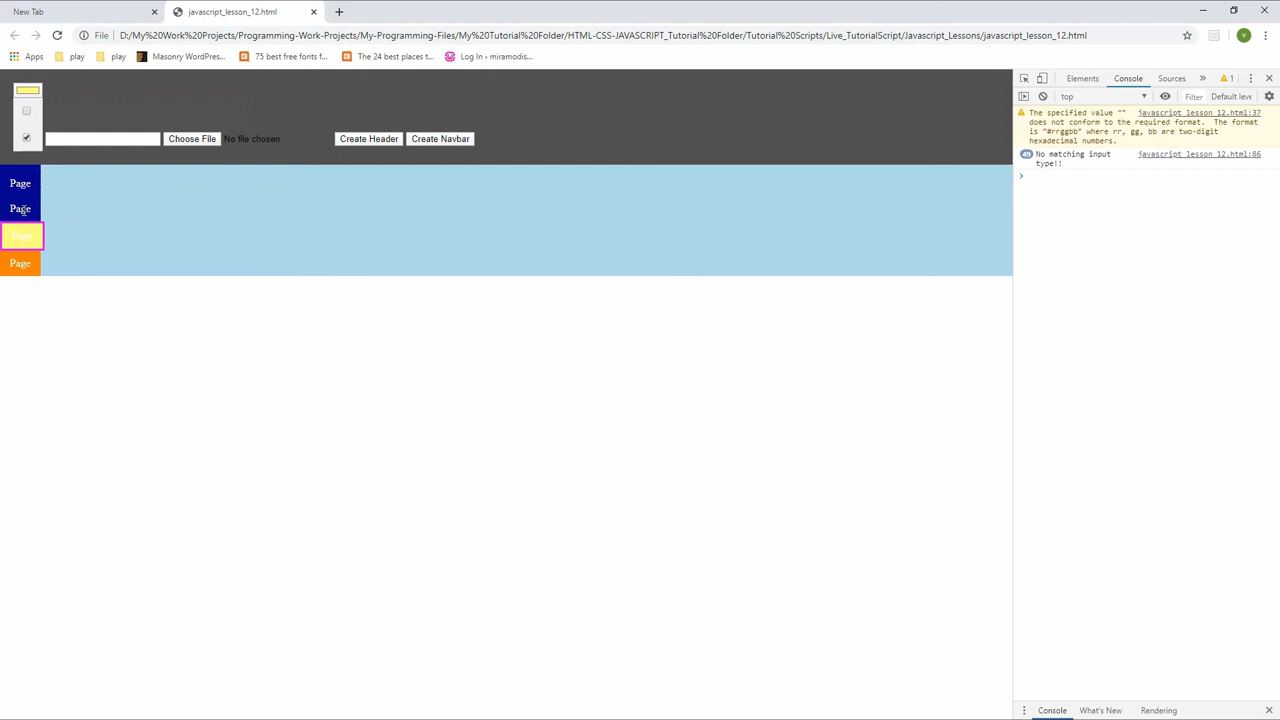 New Tab
javascript_lesson_12.html
File
D:/My%20Work%20Projects/Programming-Work-Projects/My-Programming-Files/My%20Tutorial%20Folder/HTML-CSS-JAVASCRIPT_Tutorial%20Folder/Tutorial%20Scripts/Live_TutorialScript/Javascript_Lessons/javascript_lesson_12.html
V
Apps
play
play
Masonry WordPres...
75 best free fonts f...
The 24 best places t...
Log In ‹ miramodis...
Elements
Console
Sources
1
top
Filter
Default leve
The specified value "" javascript lesson 12.html:37
does not conform to the required format. The format
is "#rrggbb" where rr, gg, bb are two-digit
hexadecimal numbers.
49 No matching input javascript lesson 12.html:86
type!!
Choose File No file chosen
Create Header
Create Navbar
Page
Page
Page
Page
Console
What's New
Rendering